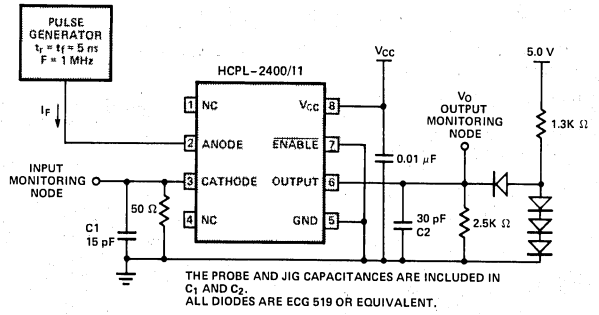 PULSE
GENERATOR
tr = tf = 5 ns
F = 1 MHz
IF
HCPL-2400/11
1 NC
2 ANODE
3 CATHODE
4 NC
VCC 8
ENABLE 7
OUTPUT 6
GND 5
INPUT
MONITORING
NODE
C1
15 pF
50 Ω
VCC
0.01 μF
30 pF
C2
VO
OUTPUT
MONITORING
NODE
5.0 V
1.3K Ω
2.5K Ω
THE PROBE AND JIG CAPACITANCES ARE INCLUDED IN
C1 AND C2.
ALL DIODES ARE ECG 519 OR EQUIVALENT.